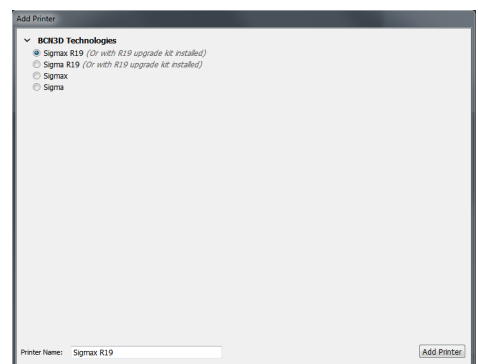 Add Printer
BCN3D Technologies
Sigmax R19 (Or with R19 upgrade kit installed)
Sigma R19 (Or with R19 upgrade kit installed)
Sigmax
Sigma
Printer Name: Sigmax R19 Add Printer